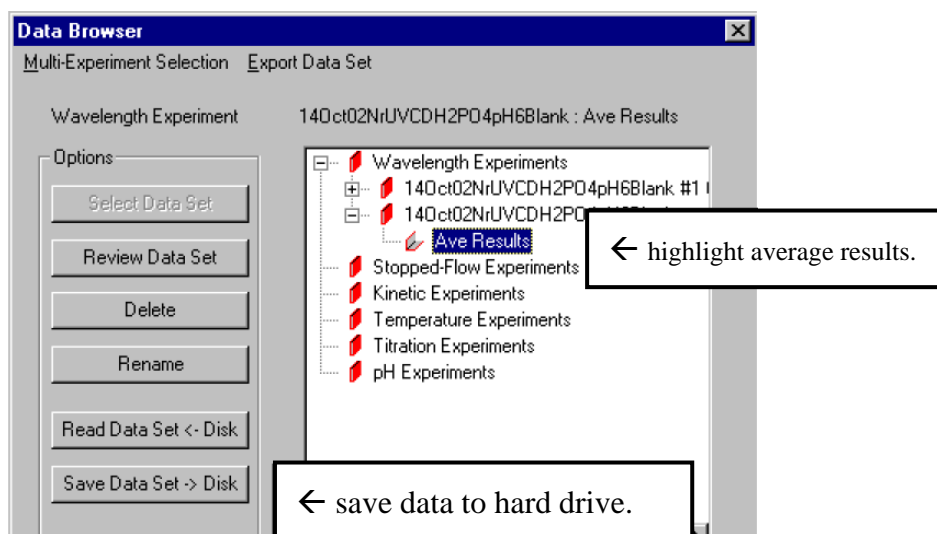 Data Browser
Multi-Experiment Selection Export Data Set
Wavelength Experiment 14Oct02NrUVCDH2PO4pH6Blank : Ave Results
Options
Select Data Set
Review Data Set
Delete
Rename
Read Data Set <- Disk
Save Data Set -> Disk
Wavelength Experiments
14Oct02NrUVCDH2PO4pH6Blank #1
14Oct02NrUVCDH2PO
Ave Results
Stopped-Flow Experiments
Kinetic Experiments
Temperature Experiments
Titration Experiments
pH Experiments
← highlight average results.
← save data to hard drive.